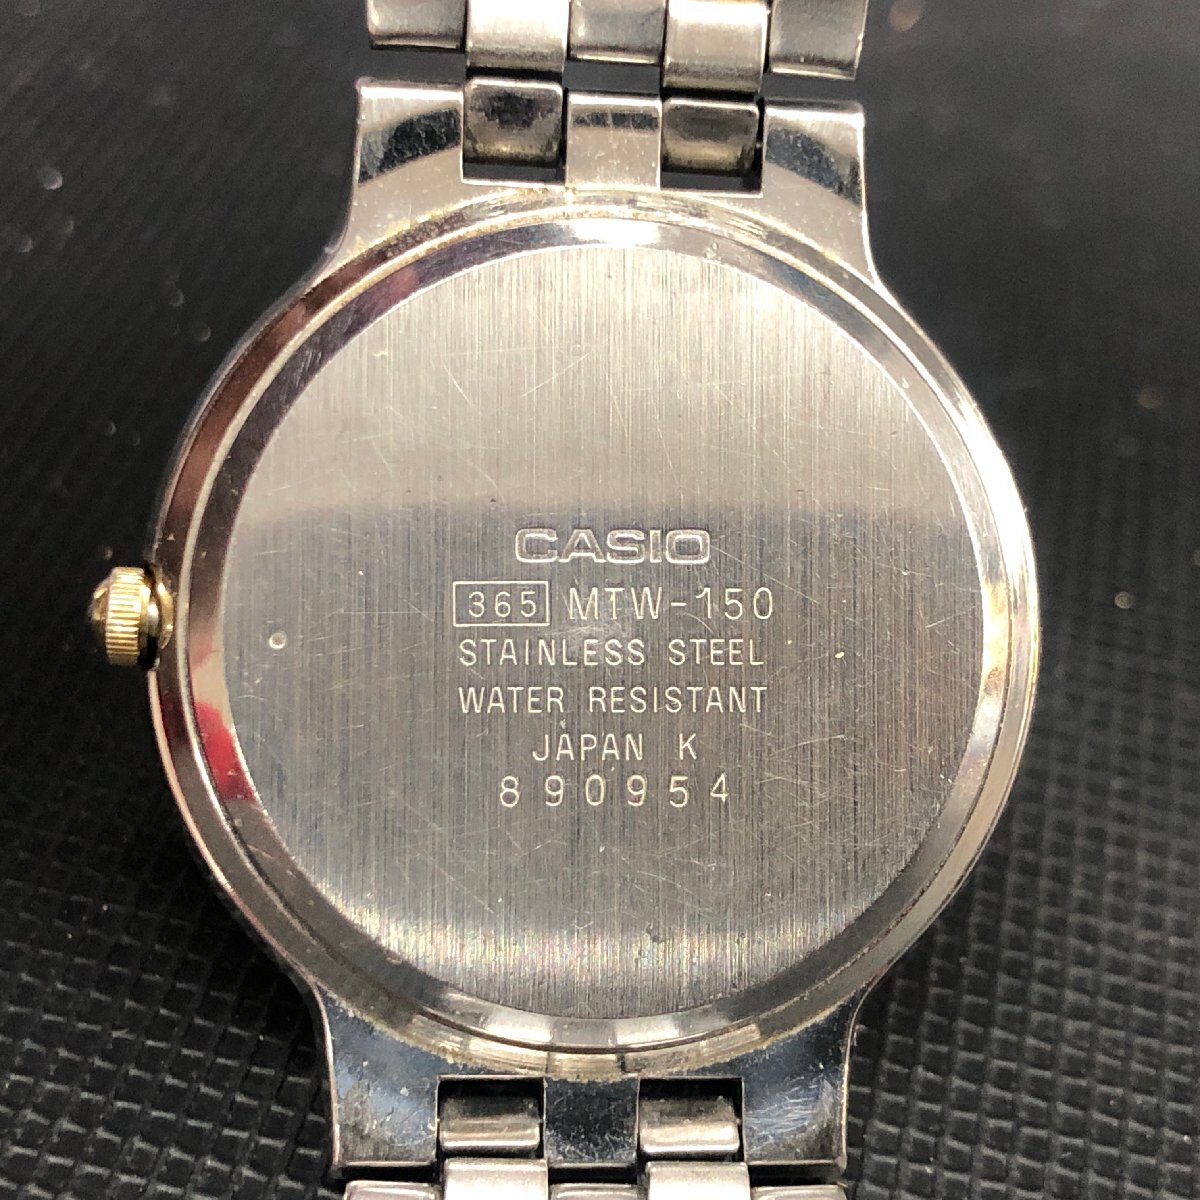 CASIO
365 MTW-150
STAINLESS STEEL
WATER RESISTANT
JAPAN K
890954